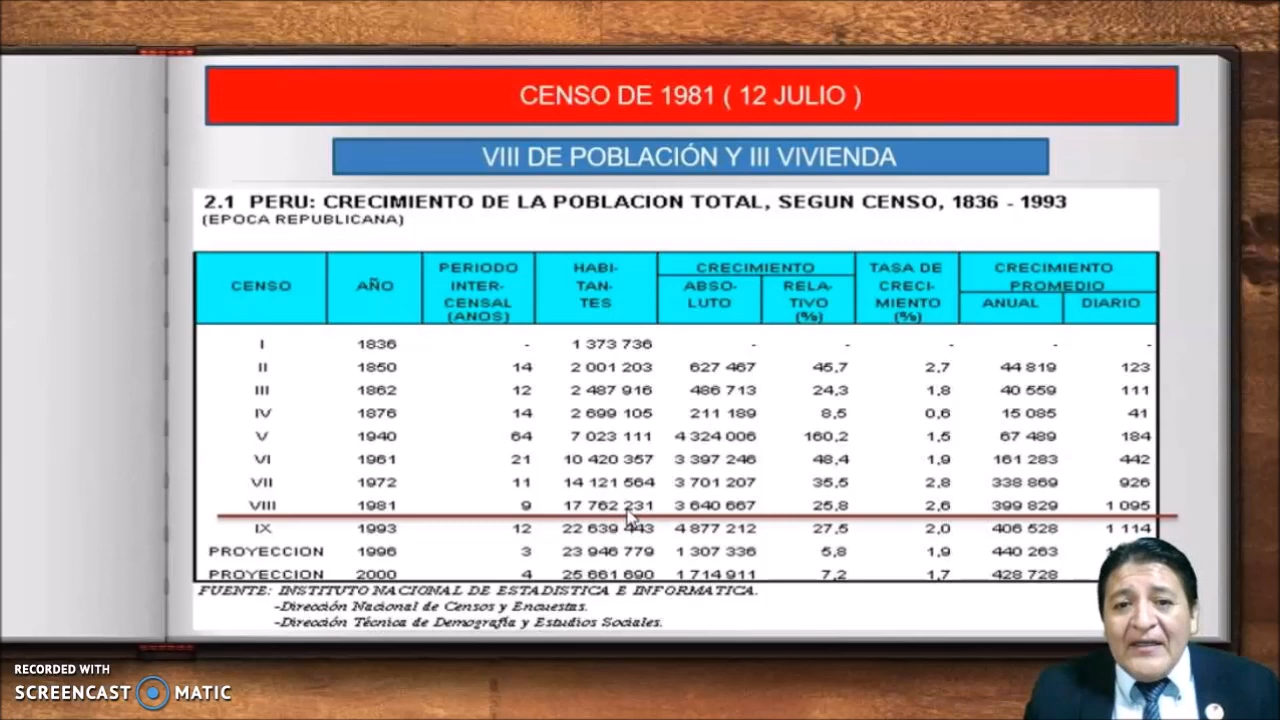 CENSO DE 1981 ( 12 JULIO )
VIII DE POBLACIÓN Y III VIVIENDA
2.1 PERU: CRECIMIENTO DE LA POBLACION TOTAL, SEGUN CENSO, 1836 - 1993
(EPOCA REPUBLICANA)
CENSO AÑO PERIODO INTER- CENSAL (ANOS) HABI- TAN- TES CRECIMIENTO ABSO- LUTO RELA- TIVO (%) TASA DE CRECI- MIENTO (%) CRECIMIENTO PROMEDIO ANUAL DIARIO
I 1836 - 1 373 736 - - - - -
II 1850 14 2 001 203 627 467 45,7 2,7 44 819 123
III 1862 12 2 487 916 486 713 24,3 1,8 40 559 111
IV 1876 14 2 699 105 211 189 8,5 0,6 15 085 41
V 1940 64 7 023 111 4 324 006 160,2 1,5 67 489 184
VI 1961 21 10 420 357 3 397 246 48,4 1,9 161 283 442
VII 1972 11 14 121 564 3 701 207 35,5 2,8 338 869 926
VIII 1981 9 17 762 231 3 640 667 25,8 2,6 399 829 1 095
IX 1993 12 22 639 443 4 877 212 27,5 2,0 406 528 1 114
PROYECCION 1996 3 23 946 779 1 307 336 5,8 1,9 440 263
PROYECCION 2000 4 25 661 690 1 714 911 7,2 1,7 428 728
FUENTE: INSTITUTO NACIONAL DE ESTADISTICA E INFORMATICA.
-Dirección Nacional de Censos y Encuestas.
-Dirección Técnica de Demografía y Estudios Sociales.
RECORDED WITH
SCREENCAST MATIC